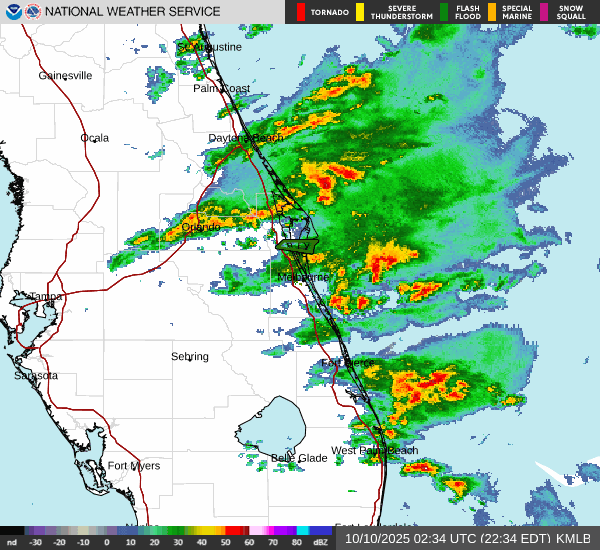 NATIONAL WEATHER SERVICE
TORNADO
SEVERE THUNDERSTORM
FLASH FLOOD
SPECIAL MARINE
SNOW SQUALL
St. Augustine
Gainesville
Palm Coast
Ocala
Daytona Beach
Orlando
Melbourne
Tampa
Sebring
Fort Pierce
Sarasota
West Palm Beach
Belle Glade
Fort Myers
nd -30 -20 -10 0 10 20 30 40 50 60 70 80 dBZ
10/10/2025 02:34 UTC (22:34 EDT) KMLB